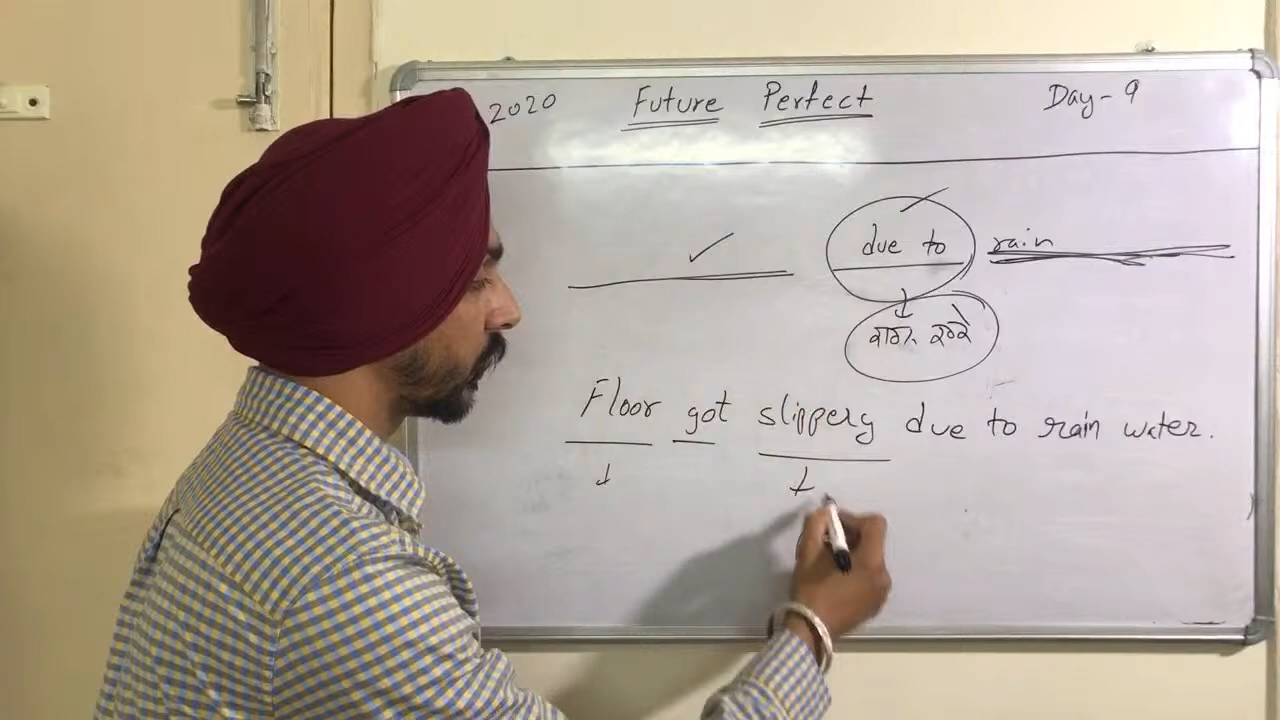 2020 Future Perfect Day-9
due to rain
ਕਾਰਨ ਕਰਕੇ
Floor got slippery due to rain water.